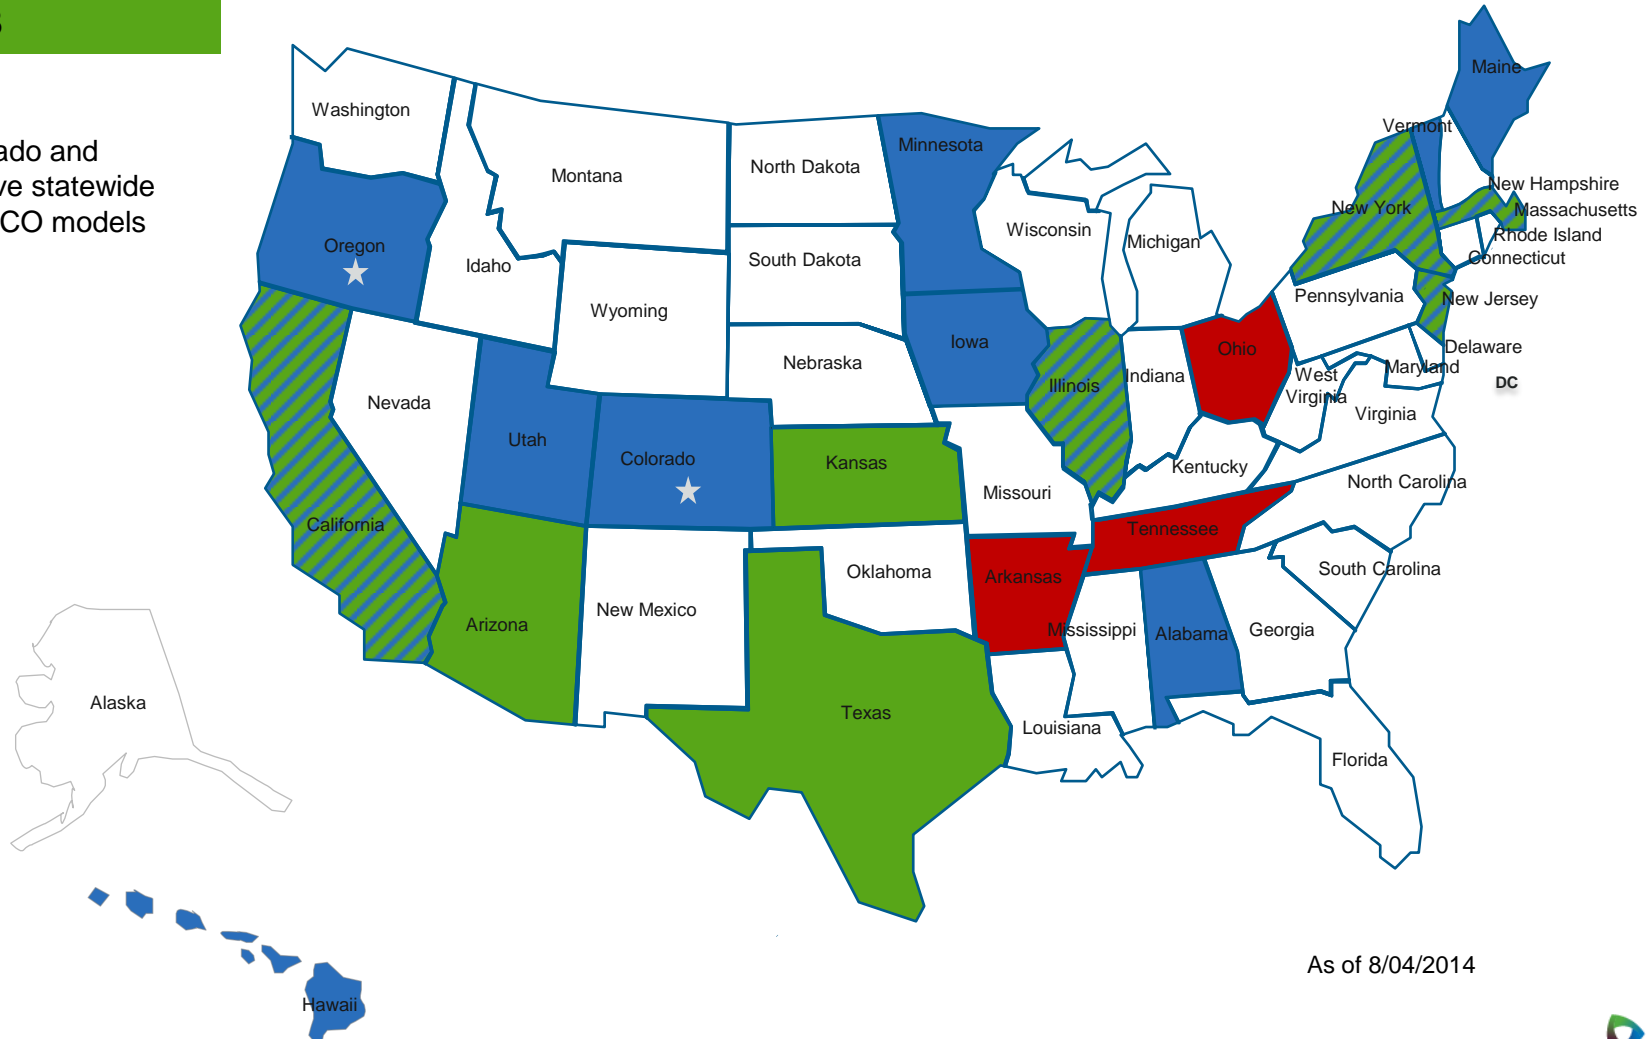 Maine
Washington
Vermont
Minnesota
ado and
North Dakota
Montana
ve statewide
New Hampshire
New York
Massachusetts
CO models
Wisconsin
Rhode Island
Michigan
Oregon
Connecticut
South Dakota
Idaho
Pennsylvania
New Jersey
Wyoming
Iowa
Ohio
Delaware
Nebraska
Maryland
Indiana
West
Virginia
DC
Illinois
Nevada
Virginia
Utah
Colorado
Kansas
Kentucky
North Carolina
Missouri
California
Tennessee
South Carolina
Oklahoma
Arkansas
New Mexico
Arizona
Mississippi
Alabama
Georgia
Alaska
Texas
Louisiana
Florida
As of 8/04/2014
Hawaii